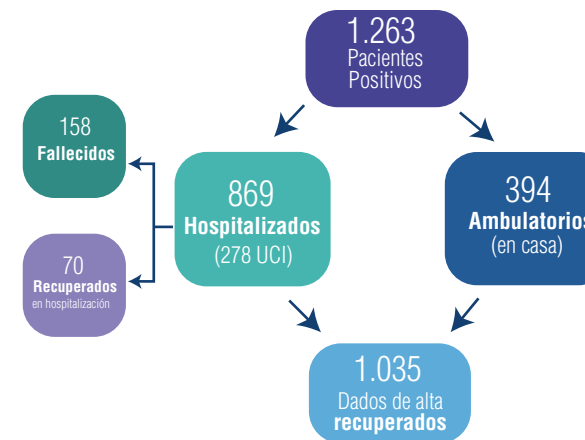 1.263
Pacientes
Positivos
158
Fallecidos
869
Hospitalizados
(278 UCI)
394
Ambulatorios
(en casa)
70
Recuperados
en hospitalización
1.035
Dados de alta
recuperados